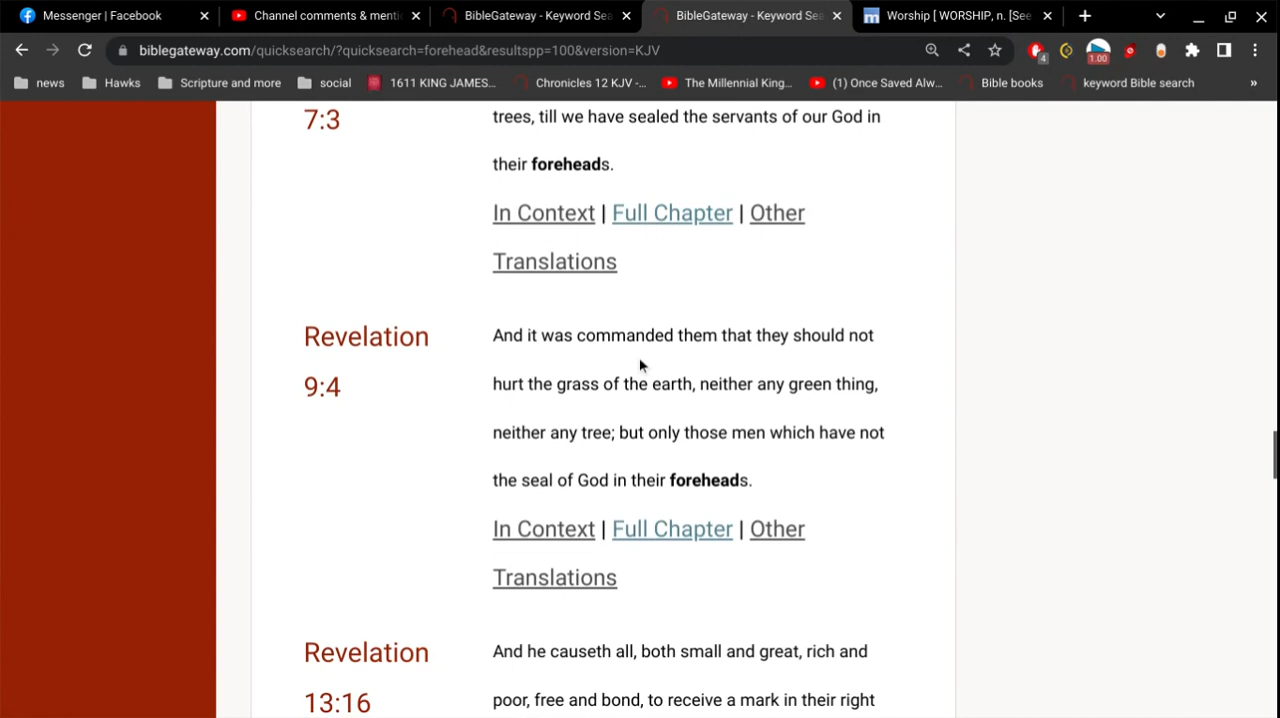 Messenger | Facebook
Channel comments & menti
BibleGateway - Keyword Sea
BibleGateway - Keyword Sea
Worship [ WORSHIP, n. [See
biblegateway.com/quicksearch/?quicksearch=forehead&resultspp=100&version=KJV
4
1.00
news
Hawks
Scripture and more
social
1611 KING JAMES...
Chronicles 12 KJV -...
The Millennial King...
(1) Once Saved Alw...
Bible books
keyword Bible search
»
7:3
trees, till we have sealed the servants of our God in
their foreheads.
In Context | Full Chapter | Other
Translations
Revelation
9:4
And it was commanded them that they should not
hurt the grass of the earth, neither any green thing,
neither any tree; but only those men which have not
the seal of God in their foreheads.
In Context | Full Chapter | Other
Translations
Revelation
13:16
And he causeth all, both small and great, rich and
poor, free and bond, to receive a mark in their right